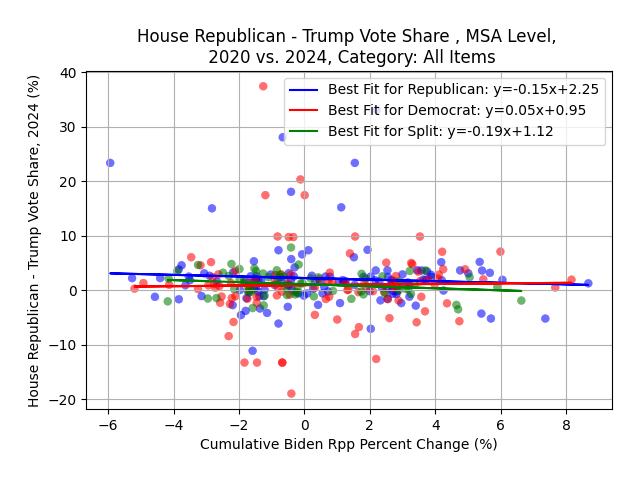 House Republican - Trump Vote Share , MSA Level,
2020 vs. 2024, Category: All Items
House Republican - Trump Vote Share, 2024 (%)
40
30
20
10
0
−10
−20
Best Fit for Republican: y=-0.15x+2.25
Best Fit for Democrat: y=0.05x+0.95
Best Fit for Split: y=-0.19x+1.12
−6 −4 −2 0 2 4 6 8
Cumulative Biden Rpp Percent Change (%)